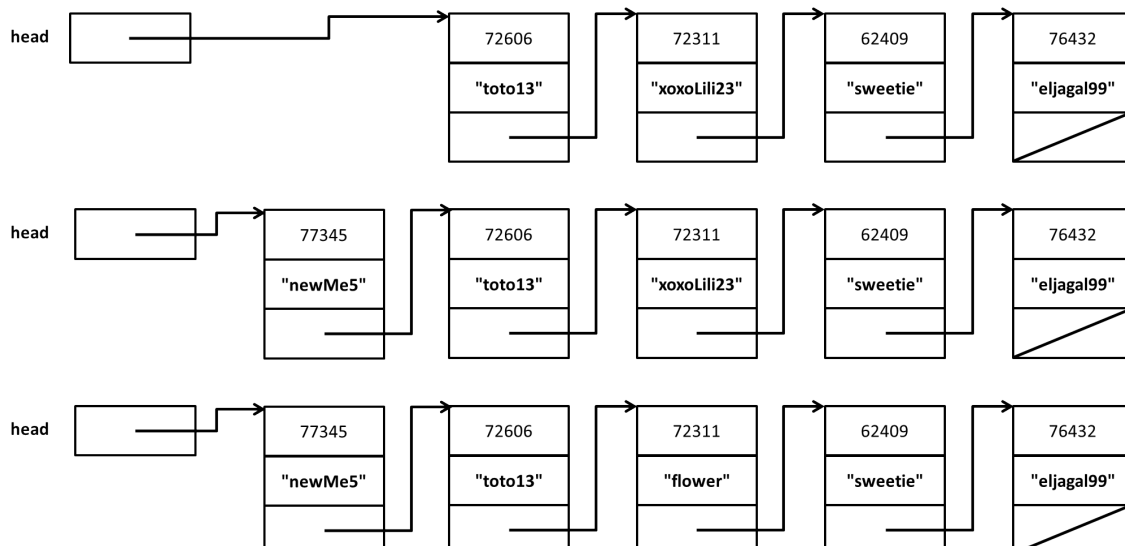 head
72606 72311 62409 76432
"toto13" "xoxoLili23" "sweetie" "eljagal99"
head
77345 72606 72311 62409 76432
"newMe5" "toto13" "xoxoLili23" "sweetie" "eljagal99"
head
77345 72606 72311 62409 76432
"newMe5" "toto13" "flower" "sweetie" "eljagal99"